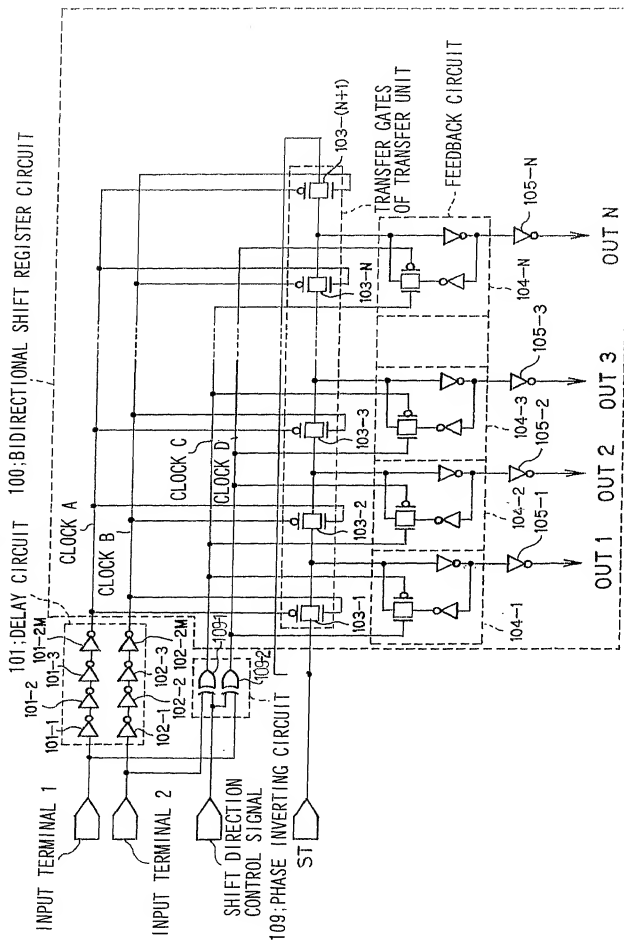 100;BIDIRECTIONAL SHIFT REGISTER CIRCUIT
101;DELAY CIRCUIT
CLOCK A
CLOCK B
101-1
101-2
101-3
101-2M
102-1
102-2
102-3
102-2M
INPUT TERMINAL 1
INPUT TERMINAL 2
SHIFT DIRECTION
CONTROL SIGNAL
109;PHASE INVERTING CIRCUIT
1091
1092
ST
CLOCK C
CLOCK D
103-1
103-2
103-3
103-N
103-(N+1)
TRANSFER GATES
OF TRANSFER UNIT
FEEDBACK CIRCUIT
104-1
104-2
104-3
104-N
105-1
105-2
105-3
105-N
OUT 1
OUT 2
OUT 3
OUT N